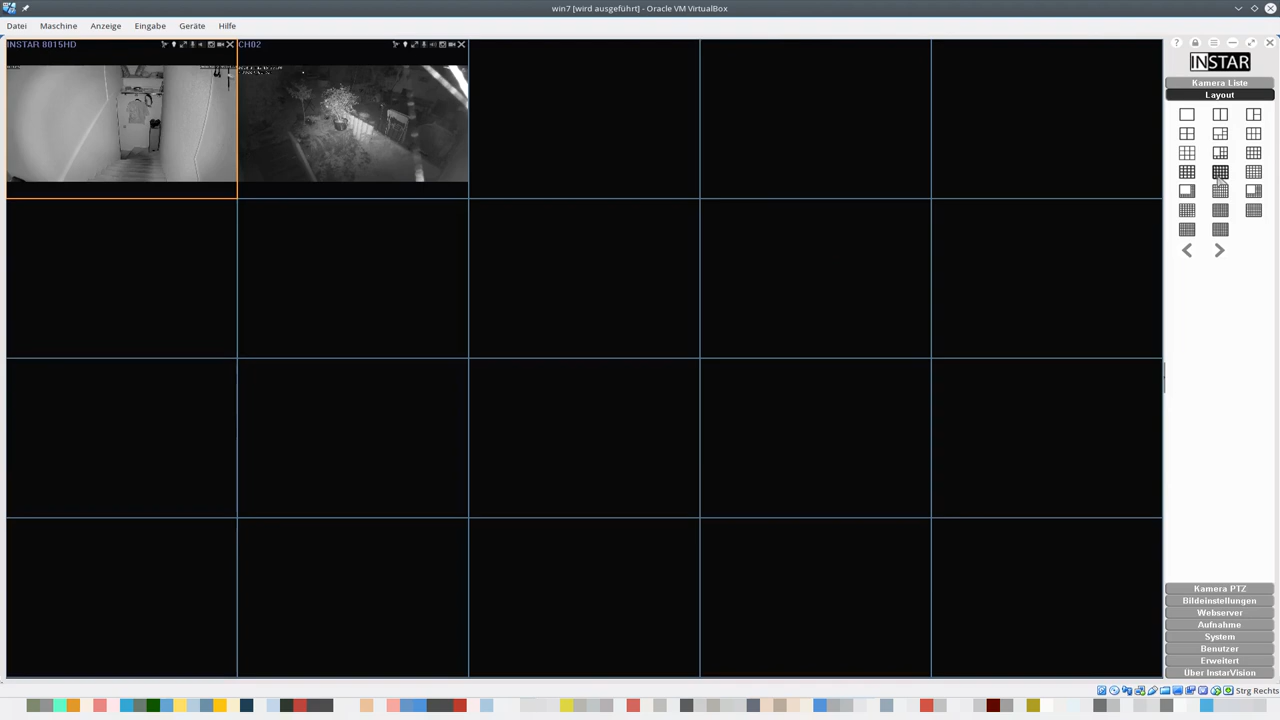 win7 [wird ausgeführt] - Oracle VM VirtualBox
Datei Maschine Anzeige Eingabe Geräte Hilfe
INSTAR 8015HD
CH02
INSTAR
Kamera Liste
Layout
Kamera PTZ
Bildeinstellungen
Webserver
Aufnahme
System
Benutzer
Erweitert
Über InstarVision
Strg Rechts